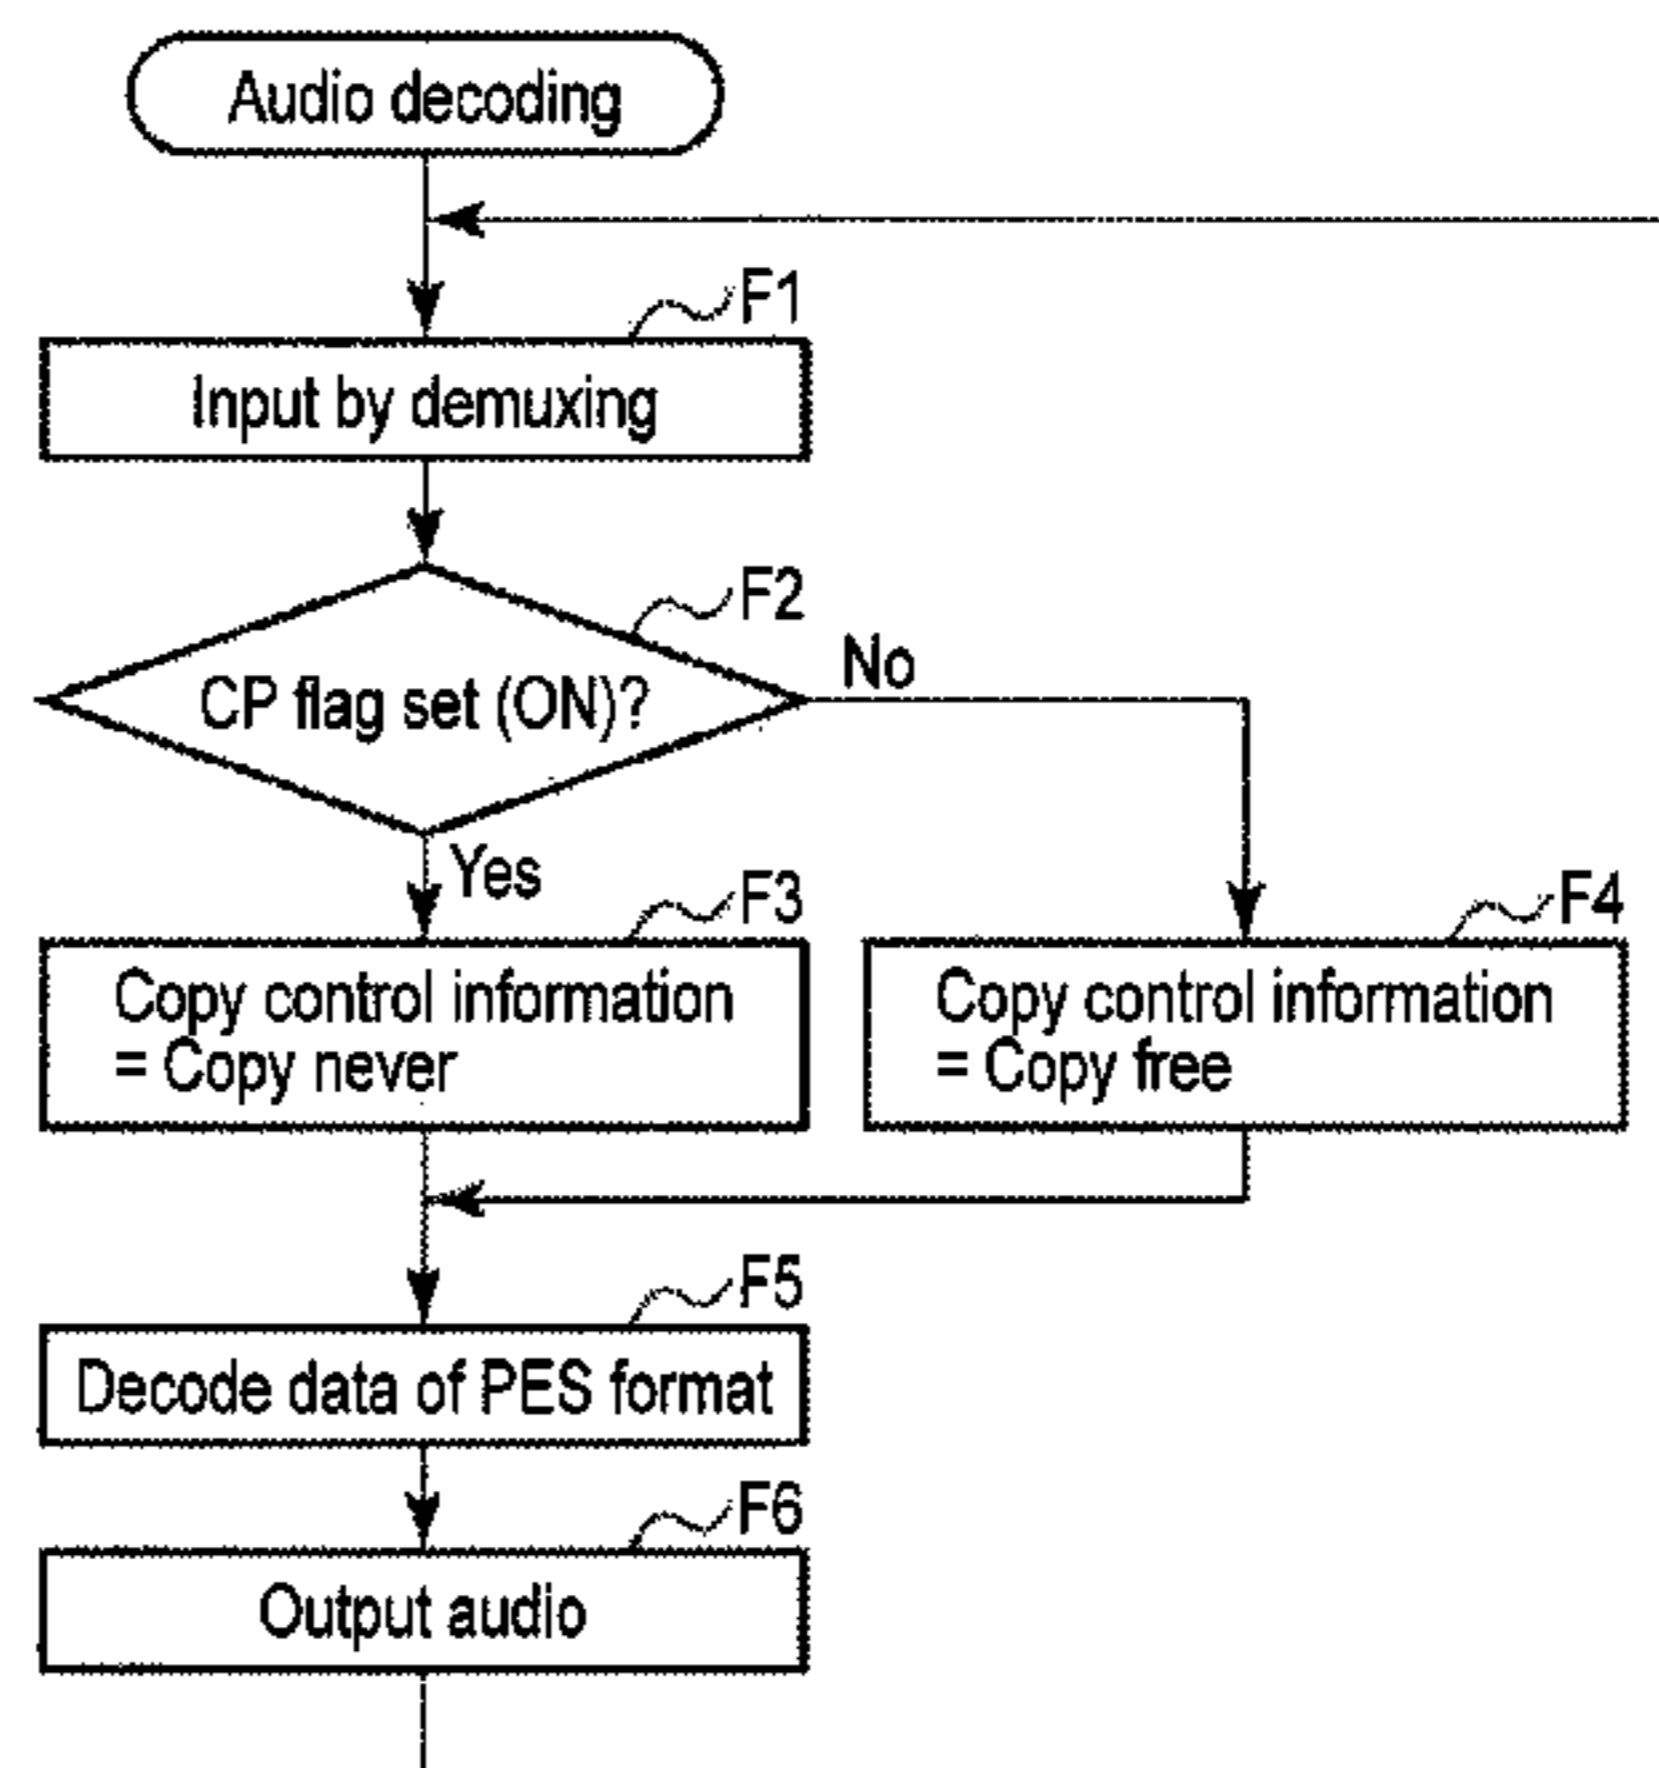 Audio decoding
F1
Input by demuxing
F2
CP flag set (ON)?
No
Yes
F3
Copy control information
= Copy never
F4
Copy control information
= Copy free
F5
Decode data of PES format
F6
Output audio